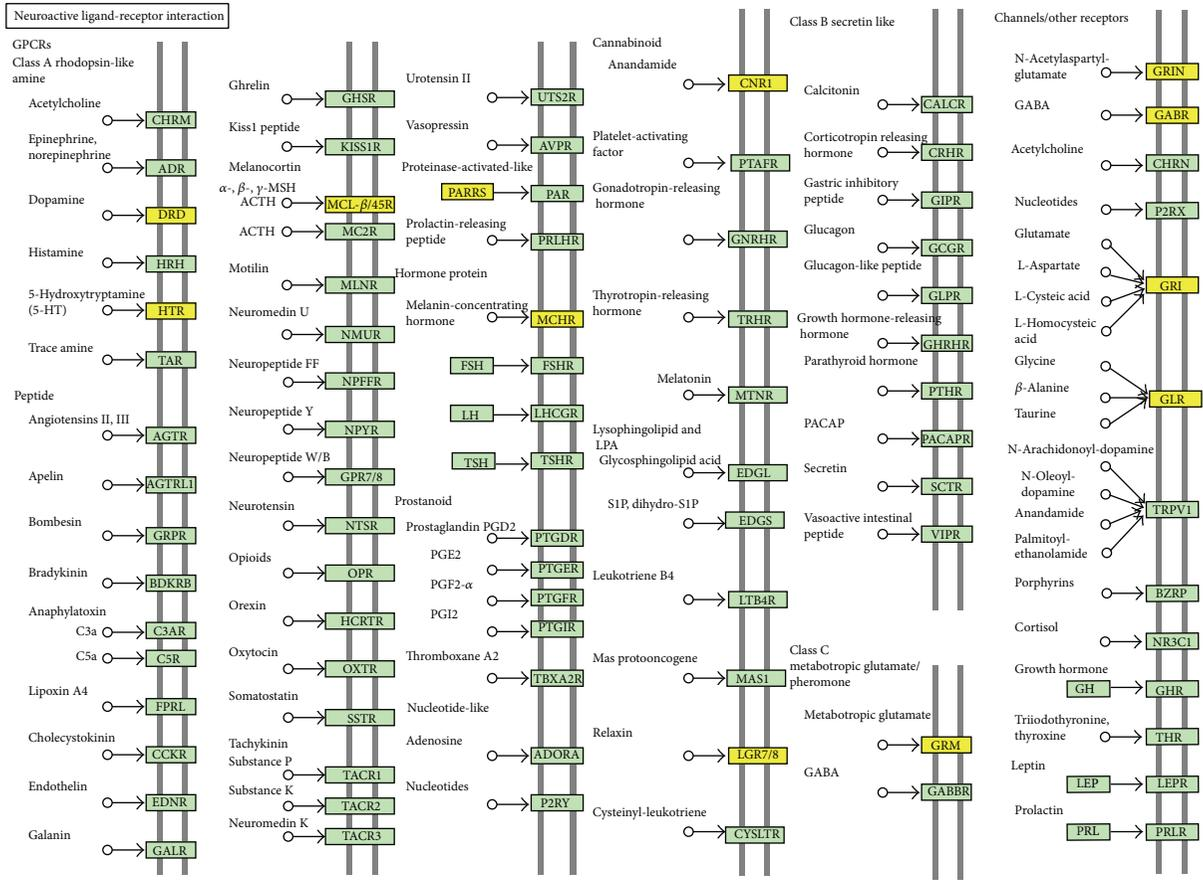 Neuroactive ligand-receptor interaction
GPCRs
Class A rhodopsin-like
amine
Acetylcholine
CHRM
Epinephrine,
norepinephrine
ADR
Dopamine
DRD
Histamine
HRH
5-Hydroxytryptamine
(5-HT)
HTR
Trace amine
TAR
Peptide
Angiotensins II, III
AGTR
Apelin
AGTRL1
Bombesin
GRPR
Bradykinin
BDKRB
Anaphylatoxin
C3a
C3AR
C5a
C5R
Lipoxin A4
FPRL
Cholecystokinin
CCKR
Endothelin
EDNR
Galanin
GALR
Ghrelin
GHSR
Kiss1 peptide
KISS1R
Melanocortin
α-, β-, γ-MSH
ACTH
MCL-β/45R
ACTH
MC2R
Motilin
MLNR
Neuromedin U
NMUR
Neuropeptide FF
NPFFR
Neuropeptide Y
NPYR
Neuropeptide W/B
GPR7/8
Neurotensin
NTSR
Opioids
OPR
Orexin
HCRTR
Oxytocin
OXTR
Somatostatin
SSTR
Tachykinin
Substance P
TACR1
Substance K
TACR2
Neuromedin K
TACR3
Urotensin II
UTS2R
Vasopressin
AVPR
Proteinase-activated-like
PARRS
PAR
Prolactin-releasing
peptide
PRLHR
Hormone protein
Melanin-concentrating
hormone
MCHR
FSH
FSHR
LH
LHCGR
TSH
TSHR
Prostanoid
Prostaglandin PGD2
PTGDR
PGE2
PTGER
PGF2-α
PTGFR
PGI2
PTGIR
Thromboxane A2
TBXA2R
Nucleotide-like
Adenosine
ADORA
Nucleotides
P2RY
Cannabinoid
Anandamide
CNR1
Platelet-activating
factor
PTAFR
Gonadotropin-releasing
hormone
GNRHR
Thyrotropin-releasing
hormone
TRHR
Melatonin
MTNR
Lysophingolipid and
LPA
Glycosphingolipid acid
EDGL
S1P, dihydro-S1P
EDGS
Leukotriene B4
LTB4R
Mas protooncogene
MAS1
Relaxin
LGR7/8
Cysteinyl-leukotriene
CYSLTR
Class B secretin like
Calcitonin
CALCR
Corticotropin releasing
hormone
CRHR
Gastric inhibitory
peptide
GIPR
Glucagon
GCGR
Glucagon-like peptide
GLPR
Growth hormone-releasing
hormone
GHRHR
Parathyroid hormone
PTHR
PACAP
PACAPR
Secretin
SCTR
Vasoactive intestinal
peptide
VIPR
Class C
metabotropic glutamate/
pheromone
Metabotropic glutamate
GRM
GABA
GABBR
Channels/other receptors
N-Acetylaspartyl-
glutamate
GRIN
GABA
GABR
Acetylcholine
CHRN
Nucleotides
P2RX
Glutamate
L-Aspartate
GRI
L-Cysteic acid
L-Homocysteic
acid
Glycine
β-Alanine
GLR
Taurine
N-Arachidonoyl-dopamine
N-Oleoyl-
dopamine
Anandamide
TRPV1
Palmitoyl-
ethanolamide
Porphyrins
BZRP
Cortisol
NR3C1
Growth hormone
GH
GHR
Triiodothyronine,
thyroxine
THR
Leptin
LEP
LEPR
Prolactin
PRL
PRLR